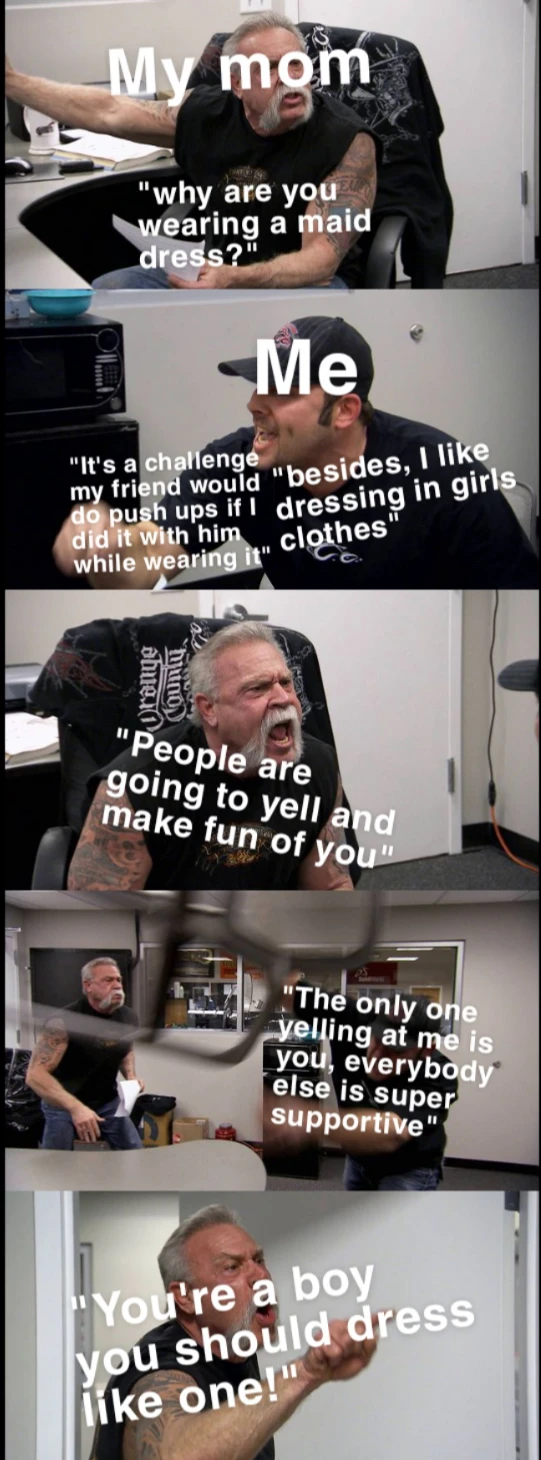 My mom
"why are you
wearing a maid
dress?"
Me
"It's a challenge
my friend would
do push ups if I
did it with him
while wearing it"
"besides, I like
dressing in girls
clothes"
Orange
County
"People are
going to yell and
make fun of you"
"The only one
yelling at me is
you, everybody
else is super
supportive"
"You're a boy
you should dress
like one!"